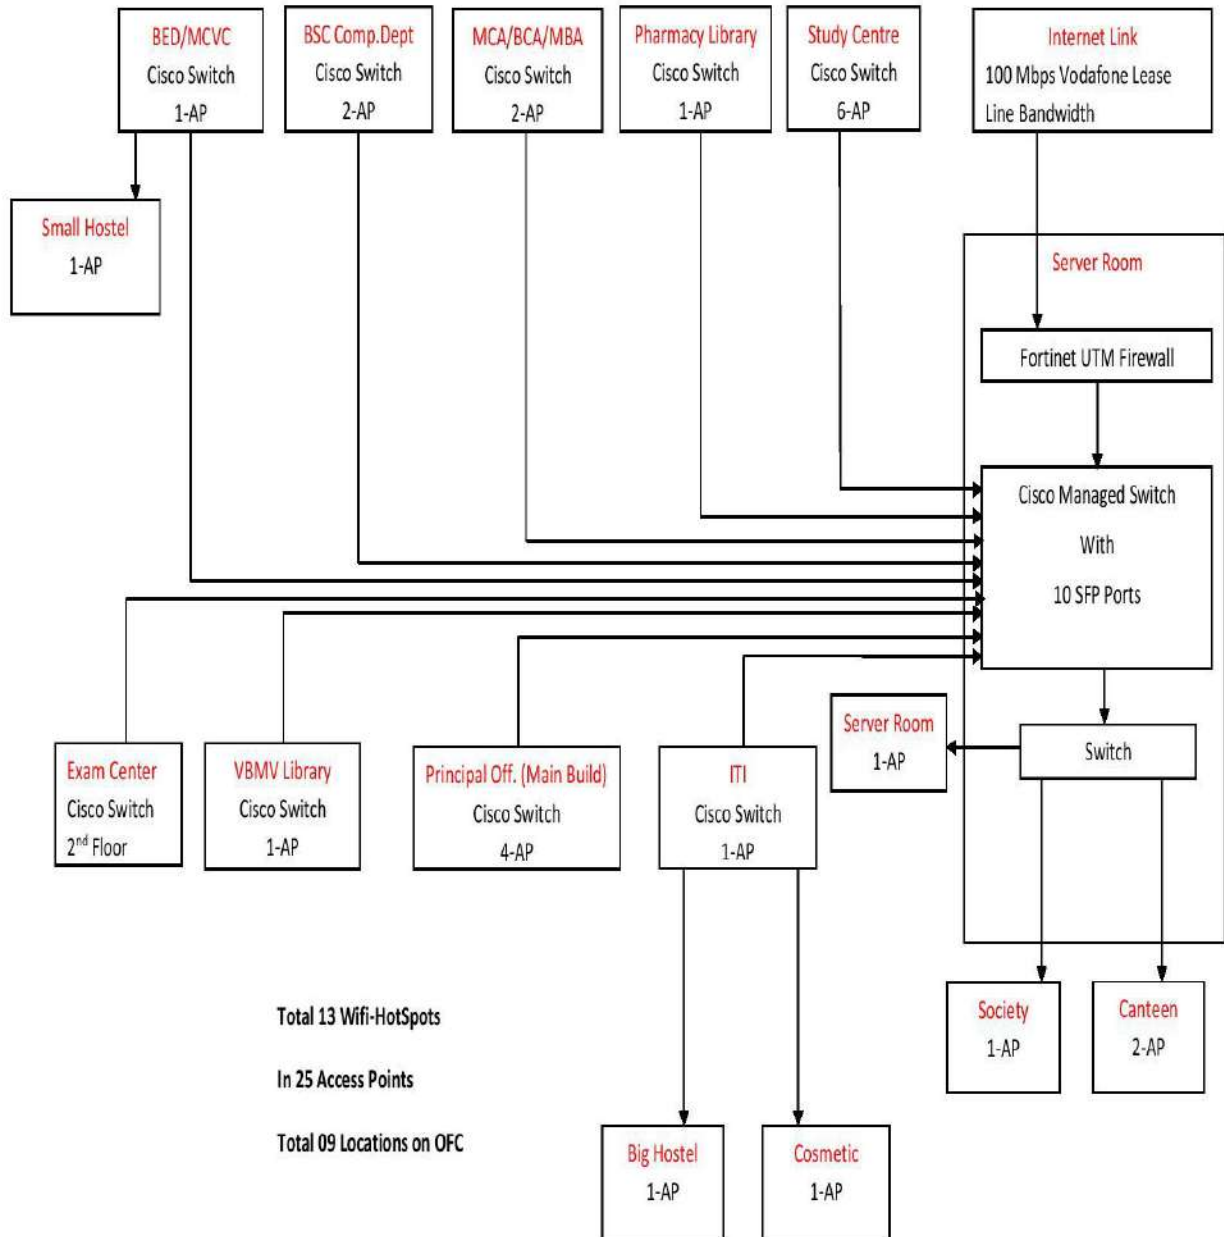 BED/MCVC
Cisco Switch
1-AP
BSC Comp.Dept
Cisco Switch
2-AP
MCA/BCA/MBA
Cisco Switch
2-AP
Pharmacy Library
Cisco Switch
1-AP
Study Centre
Cisco Switch
6-AP
Internet Link
100 Mbps Vodafone Lease
Line Bandwidth
Small Hostel
1-AP
Server Room
Fortinet UTM Firewall
Cisco Managed Switch
With
10 SFP Ports
Switch
Server Room
1-AP
Exam Center
Cisco Switch
2nd Floor
VBMV Library
Cisco Switch
1-AP
Principal Off. (Main Build)
Cisco Switch
4-AP
ITI
Cisco Switch
1-AP
Society
1-AP
Canteen
2-AP
Total 13 Wifi-HotSpots
In 25 Access Points
Total 09 Locations on OFC
Big Hostel
1-AP
Cosmetic
1-AP